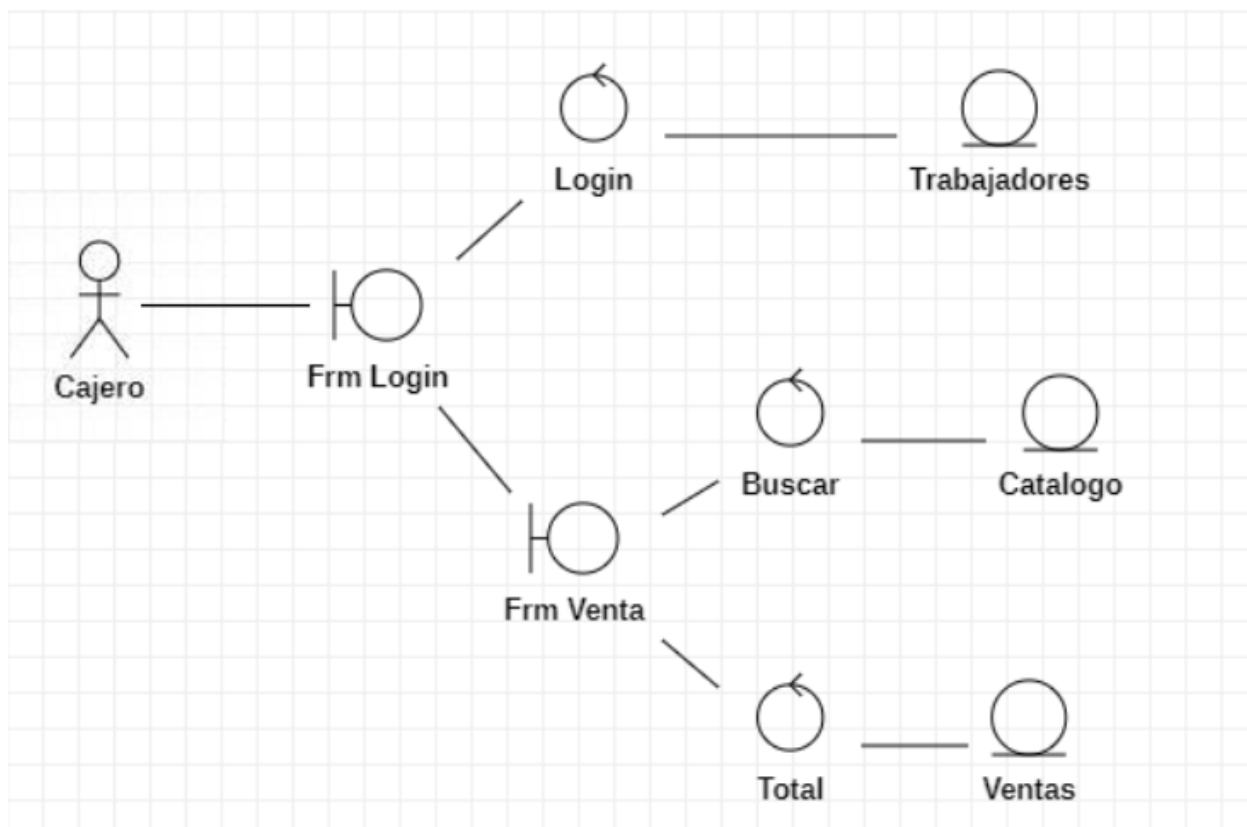 Login
Trabajadores
Cajero
Frm Login
Buscar
Catalogo
Frm Venta
Total
Ventas